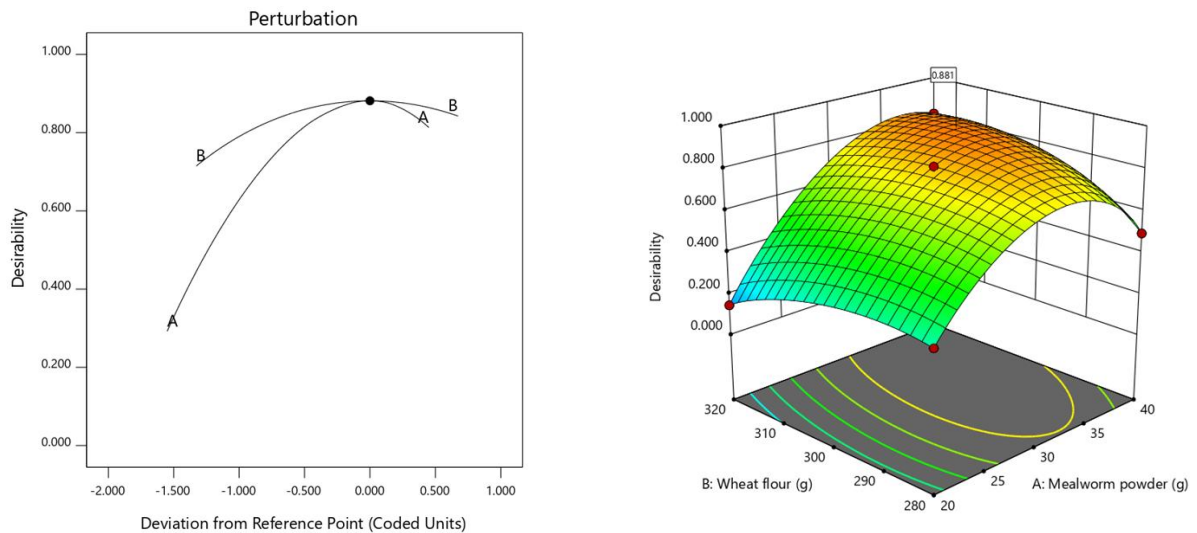 Perturbation
1.000
0.800
0.600
0.400
0.200
0.000
Desirability
B
B
A
A
-2.000 -1.500 -1.000 -0.500 0.000 0.500 1.000
Deviation from Reference Point (Coded Units)
0.881
1.000
0.800
0.600
0.400
0.200
0.000
Desirability
320
310
300
290
280
20
25
30
35
40
B: Wheat flour (g)
A: Mealworm powder (g)